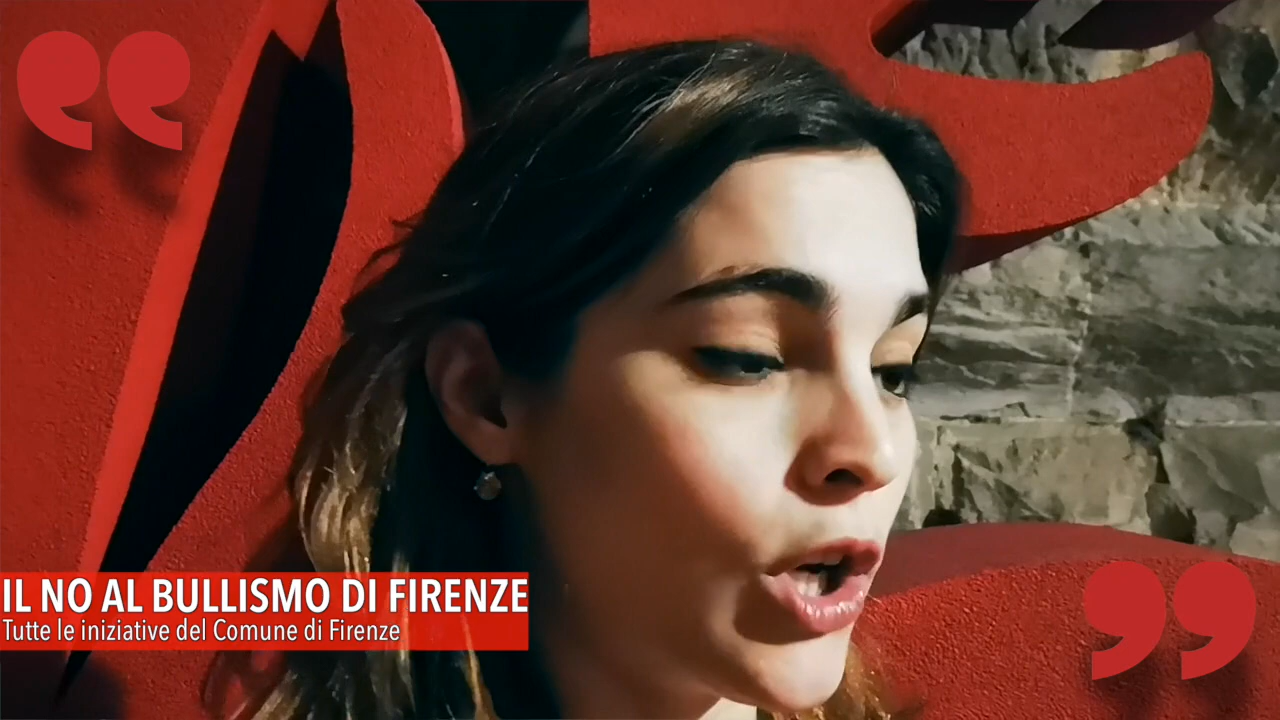 IL NO AL BULLISMO DI FIRENZE
Tutte le iniziative del Comune di Firenze